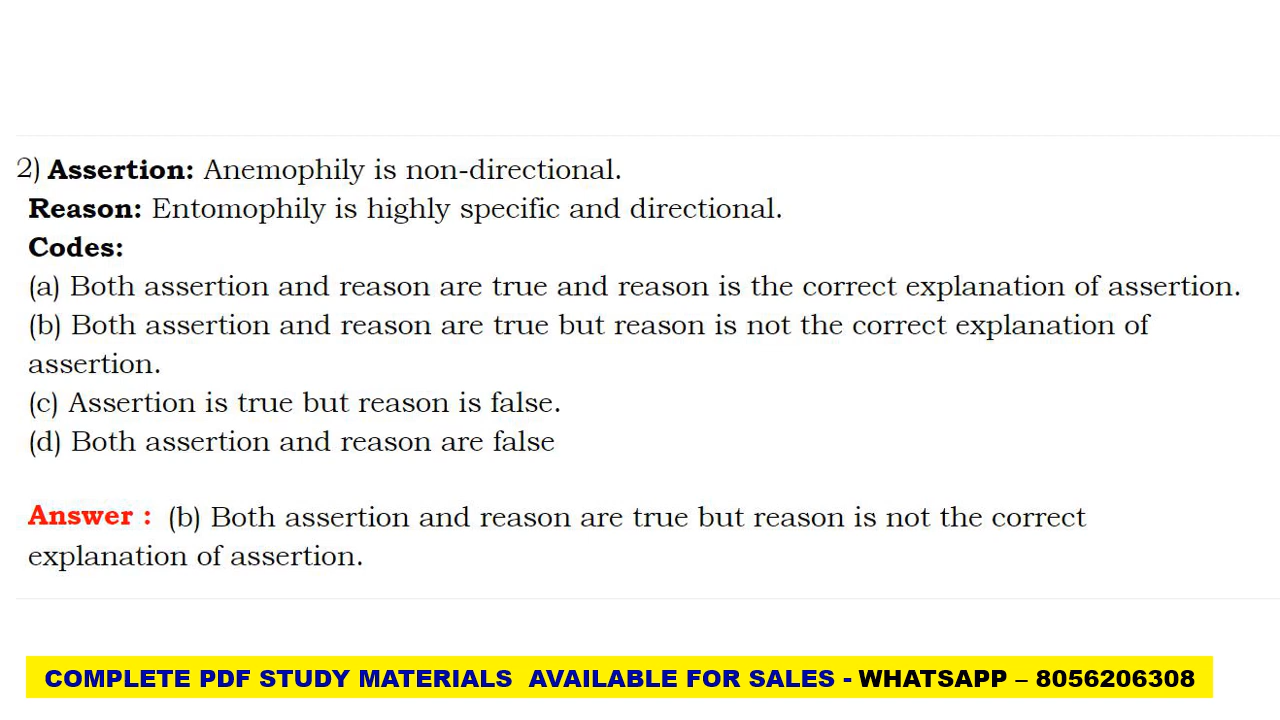 2) Assertion: Anemophily is non-directional.
Reason: Entomophily is highly specific and directional.
Codes:
(a) Both assertion and reason are true and reason is the correct explanation of assertion.
(b) Both assertion and reason are true but reason is not the correct explanation of
assertion.
(c) Assertion is true but reason is false.
(d) Both assertion and reason are false
Answer : (b) Both assertion and reason are true but reason is not the correct
explanation of assertion.
COMPLETE PDF STUDY MATERIALS AVAILABLE FOR SALES - WHATSAPP – 8056206308